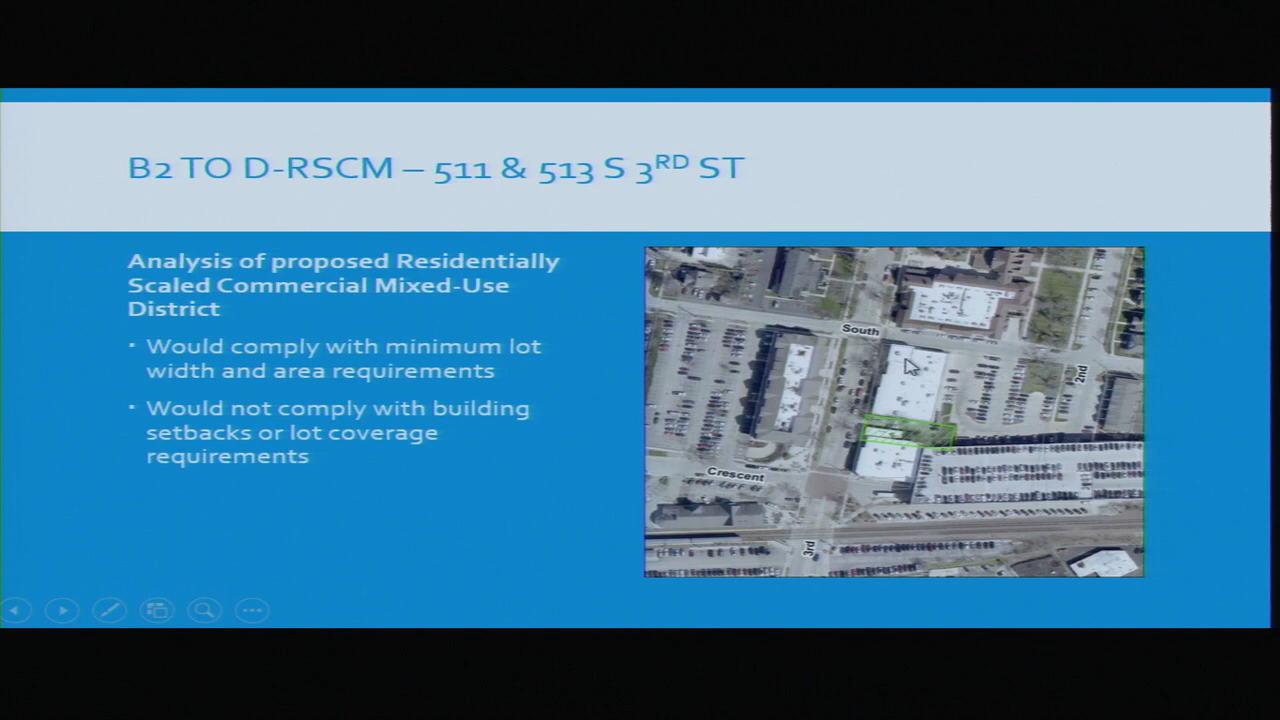 B2 TO D-RSCM – 511 & 513 S 3RD ST
Analysis of proposed Residentially
Scaled Commercial Mixed-Use
District
▪ Would comply with minimum lot
width and area requirements
▪ Would not comply with building
setbacks or lot coverage
requirements
South
2nd
Crescent
3rd